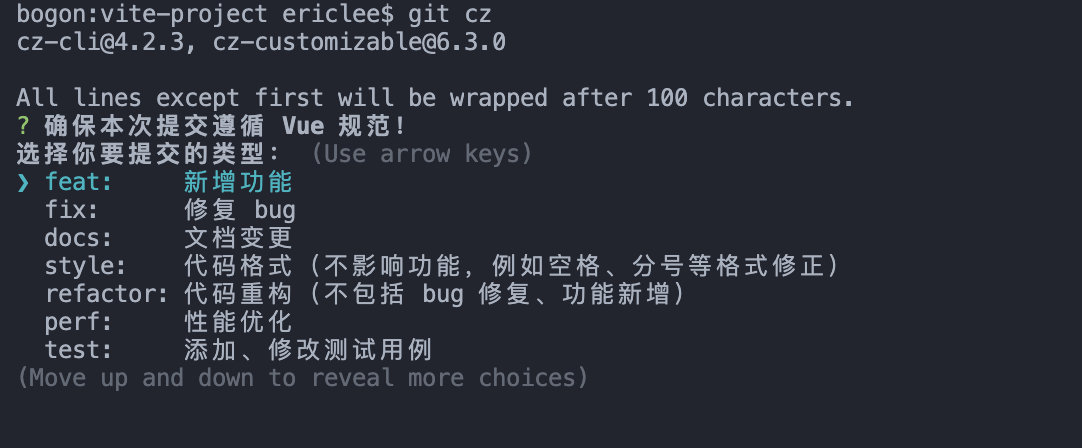 bogon:vite-project ericlee$ git cz
cz-cli@4.2.3, cz-customizable@6.3.0
All lines except first will be wrapped after 100 characters.
? 确保本次提交遵循 Vue 规范！
选择你要提交的类型： (Use arrow keys)
❯ feat:     新增功能
  fix:      修复 bug
  docs:     文档变更
  style:    代码格式（不影响功能，例如空格、分号等格式修正）
  refactor: 代码重构（不包括 bug 修复、功能新增）
  perf:     性能优化
  test:     添加、修改测试用例
(Move up and down to reveal more choices)